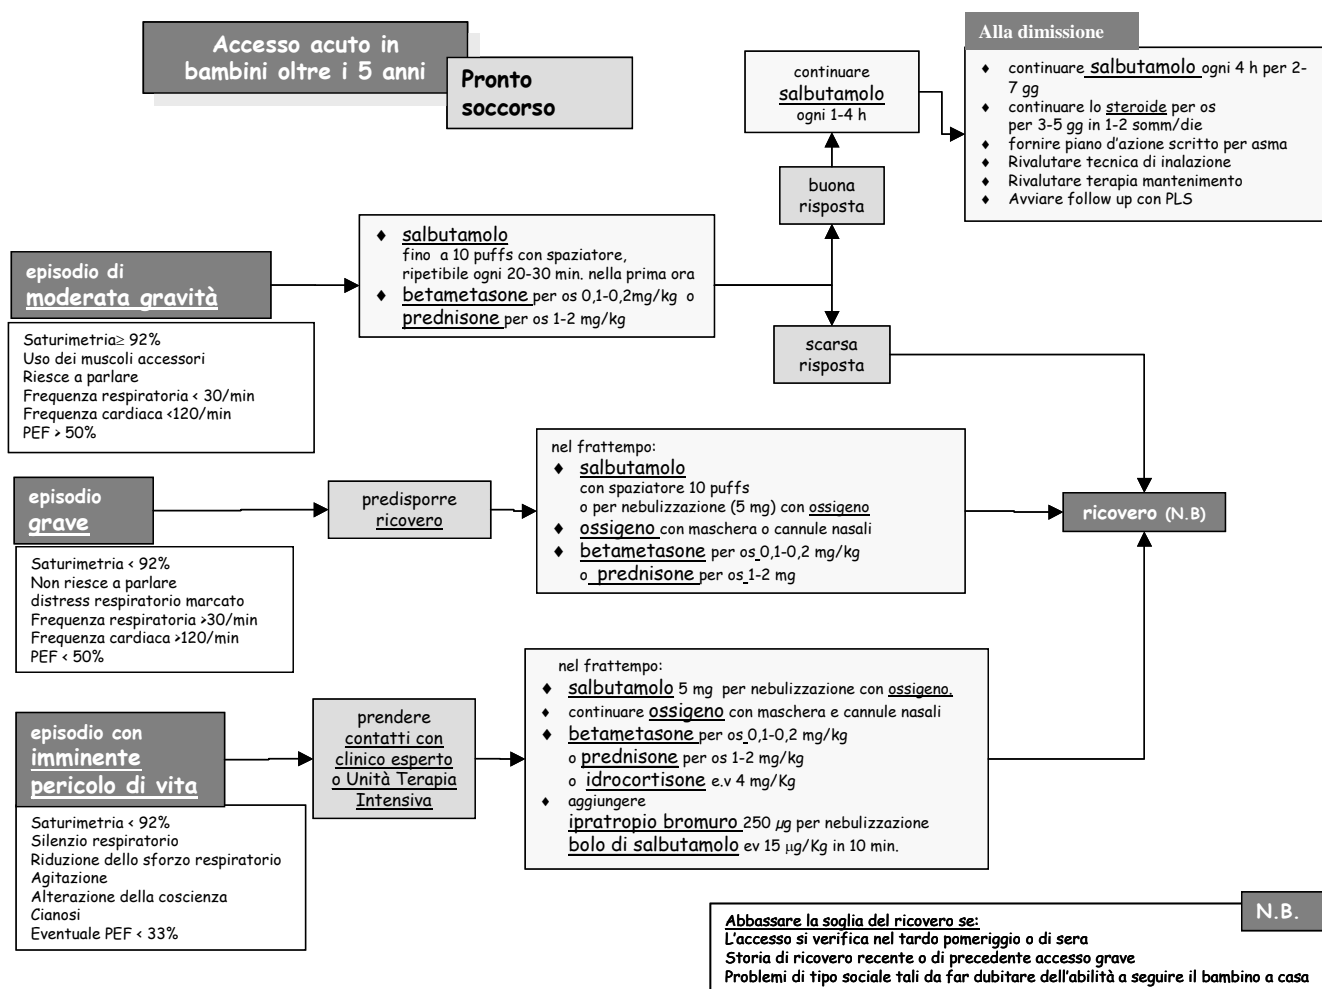 Accesso acuto in
bambini oltre i 5 anni
Pronto
soccorso
continuare
salbutamolo
ogni 1-4 h
Alla dimissione
♦ continuare salbutamolo ogni 4 h per 2-
7 gg
♦ continuare lo steroide per os
per 3-5 gg in 1-2 somm/die
♦ fornire piano d'azione scritto per asma
♦ Rivalutare tecnica di inalazione
♦ Rivalutare terapia mantenimento
♦ Avviare follow up con PLS
buona
risposta
episodio di
moderata gravità
Saturimetria≥ 92%
Uso dei muscoli accessori
Riesce a parlare
Frequenza respiratoria < 30/min
Frequenza cardiaca <120/min
PEF > 50%
♦ salbutamolo
fino a 10 puffs con spaziatore,
ripetibile ogni 20-30 min. nella prima ora
♦ betametasone per os 0,1-0,2mg/kg o
prednisone per os 1-2 mg/kg
scarsa
risposta
episodio
grave
Saturimetria < 92%
Non riesce a parlare
distress respiratorio marcato
Frequenza respiratoria >30/min
Frequenza cardiaca >120/min
PEF < 50%
predisporre
ricovero
nel frattempo:
♦ salbutamolo
con spaziatore 10 puffs
o per nebulizzazione (5 mg) con ossigeno
♦ ossigeno con maschera o cannule nasali
♦ betametasone per os 0,1-0,2 mg/kg
o prednisone per os 1-2 mg
ricovero (N.B)
episodio con
imminente
pericolo di vita
Saturimetria < 92%
Silenzio respiratorio
Riduzione dello sforzo respiratorio
Agitazione
Alterazione della coscienza
Cianosi
Eventuale PEF < 33%
prendere
contatti con
clinico esperto
o Unità Terapia
Intensiva
nel frattempo:
♦ salbutamolo 5 mg per nebulizzazione con ossigeno.
♦ continuare ossigeno con maschera e cannule nasali
♦ betametasone per os 0,1-0,2 mg/kg
o prednisone per os 1-2 mg/kg
o idrocortisone e.v 4 mg/Kg
♦ aggiungere
ipratropio bromuro 250 µg per nebulizzazione
bolo di salbutamolo ev 15 µg/Kg in 10 min.
N.B.
Abbassare la soglia del ricovero se:
L'accesso si verifica nel tardo pomeriggio o di sera
Storia di ricovero recente o di precedente accesso grave
Problemi di tipo sociale tali da far dubitare dell'abilità a seguire il bambino a casa